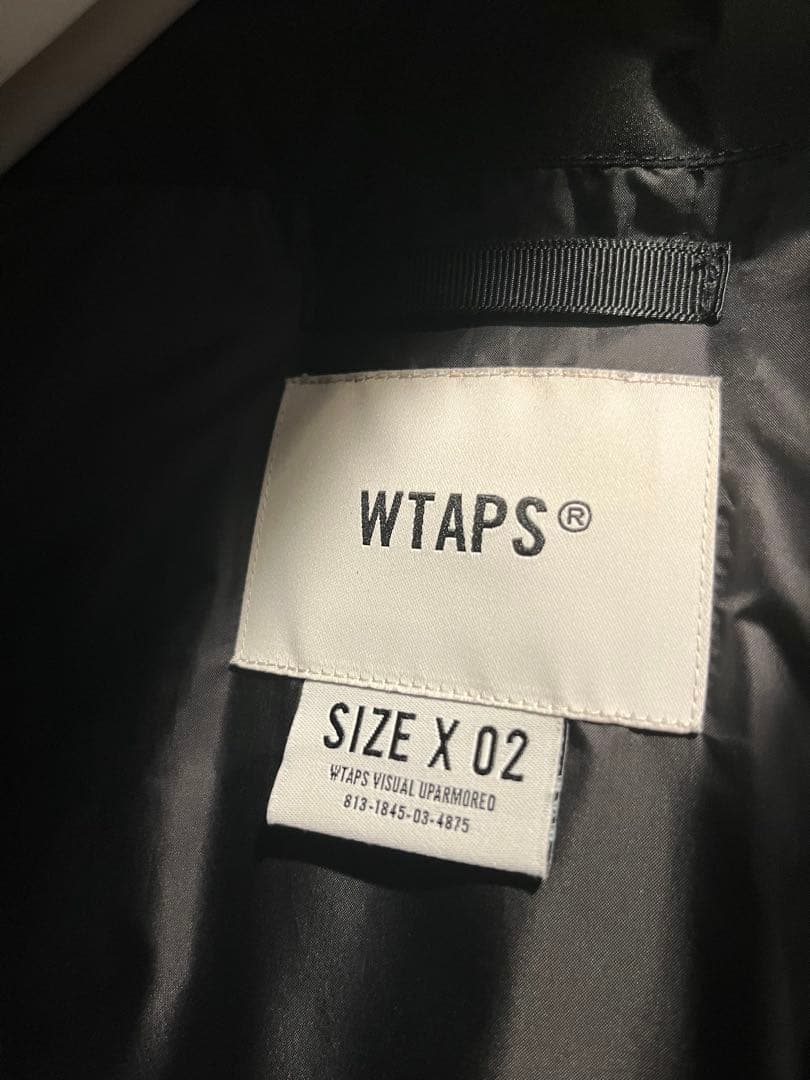 WTAPS®
SIZE X 02
WTAPS VISUAL UPARMORED
813-1845-03-4875